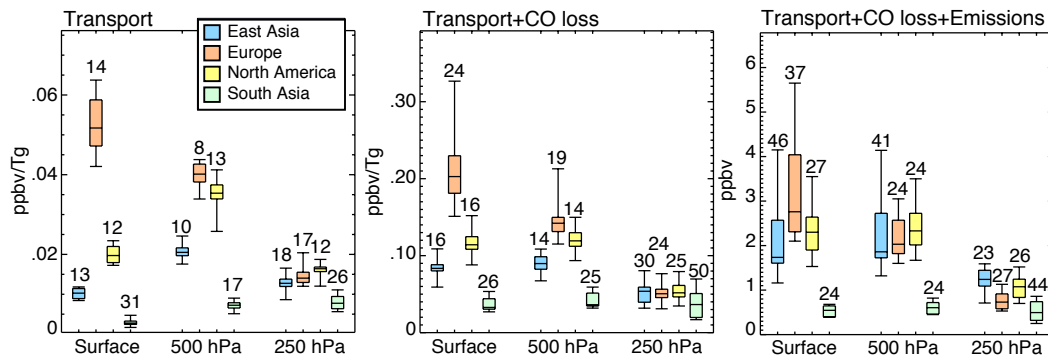 Transport
East Asia
Europe
North America
South Asia
ppbv/Tg
.06
.04
.02
0
14
13
12
31
10
8
13
17
18
17
12
26
Surface
500 hPa
250 hPa
Transport+CO loss
ppbv/Tg
.30
.20
.10
0
16
24
16
26
14
19
14
25
30
24
25
50
Surface
500 hPa
250 hPa
Transport+CO loss+Emissions
ppbv
6
5
4
3
2
1
0
46
37
27
24
41
24
24
24
23
27
26
44
Surface
500 hPa
250 hPa